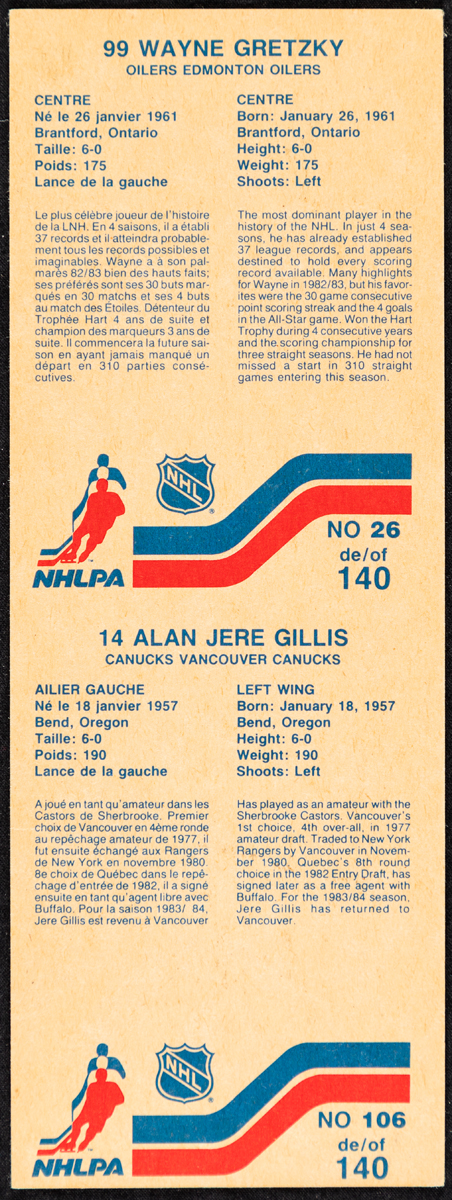 99 WAYNE GRETZKY
OILERS EDMONTON OILERS
CENTRE
Né le 26 janvier 1961
Brantford, Ontario
Taille: 6-0
Poids: 175
Lance de la gauche
Le plus célèbre joueur de l'histoire
de la LNH. En 4 saisons, il a établi
37 records et il atteindra probable-
ment tous les records possibles et
imaginables. Wayne a à son pal-
marès 82/83 bien des hauts faits;
ses préférés sont ses 30 buts mar-
qués en 30 matchs et ses 4 buts
au match des Étoiles. Détenteur du
Trophée Hart 4 ans de suite et
champion des marqueurs 3 ans de
suite. Il commencera la future sai-
son en ayant jamais manqué un
départ en 310 parties consé-
cutives.
CENTRE
Born: January 26, 1961
Brantford, Ontario
Height: 6-0
Weight: 175
Shoots: Left
The most dominant player in the
history of the NHL. In just 4 sea-
sons, he has already established
37 league records, and appears
destined to hold every scoring
record available. Many highlights
for Wayne in 1982/83, but his favor-
ites were the 30 game consecutive
point scoring streak and the 4 goals
in the All-Star game. Won the Hart
Trophy during 4 consecutive years
and the scoring championship for
three straight seasons. He had not
missed a start in 310 straight
games entering this season.
NHL
®
NHLPA
NO 26
de/of
140
14 ALAN JERE GILLIS
CANUCKS VANCOUVER CANUCKS
AILIER GAUCHE
Né le 18 janvier 1957
Bend, Oregon
Taille: 6-0
Poids: 190
Lance de la gauche
A joué en tant qu'amateur dans les
Castors de Sherbrooke. Premier
choix de Vancouver en 4ème ronde
au repêchage amateur de 1977, il
fut ensuite échangé aux Rangers
de New York en novembre 1980.
8e choix de Québec dans le repê-
chage d'entrée de 1982, il a signé
ensuite en tant qu'agent libre avec
Buffalo. Pour la saison 1983/ 84,
Jere Gillis est revenu à Vancouver
LEFT WING
Born: January 18, 1957
Bend, Oregon
Height: 6-0
Weight: 190
Shoots: Left
Has played as an amateur with the
Sherbrooke Castors. Vancouver's
1st choice, 4th over-all, in 1977
amateur draft. Traded to New York
Rangers by Vancouver in Novem-
ber 1980, Quebec's 8th round
choice in the 1982 Entry Draft, has
signed later as a free agent with
Buffalo. For the 1983/84 season,
Jere Gillis has returned to
Vancouver.
NHL
®
NHLPA
NO 106
de/of
140